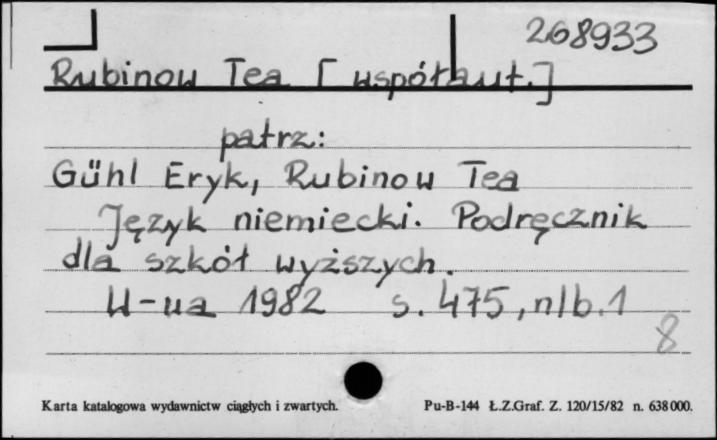 268933
Rubinow Tea [współaut.]
patrz:
Gühl Eryk, Rubinow Tea
Język niemiecki. Podręcznik
dla szkół wyższych.
W-wa 1982 s. 475, nlb. 1
8
Karta katalogowa wydawnictw ciągłych i zwartych. Pu-B-144 Ł.Z.Graf. Z. 120/15/82 n. 638000.